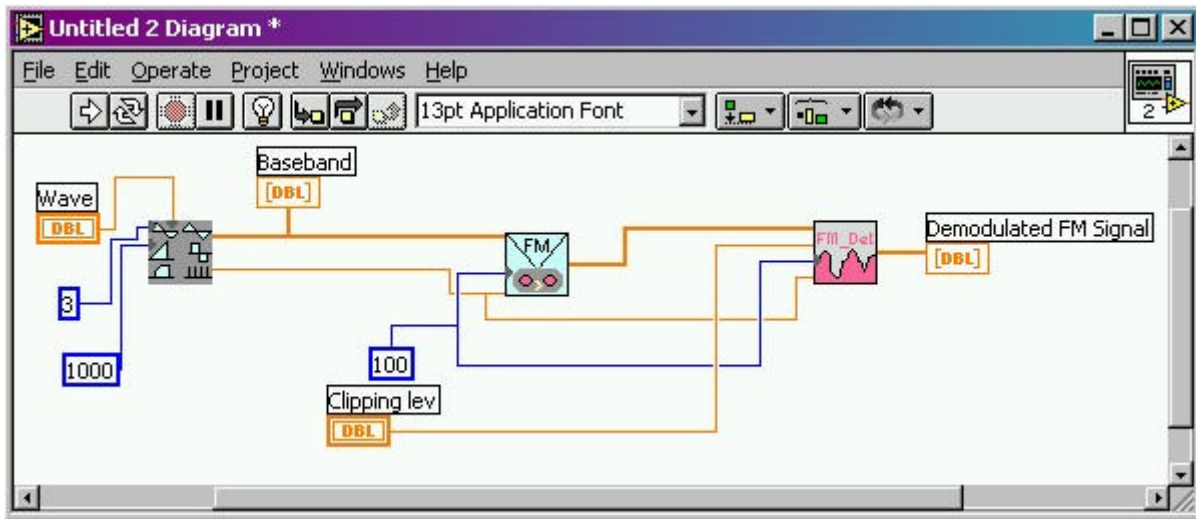 Untitled 2 Diagram *
File Edit Operate Project Windows Help
13pt Application Font
2
Baseband
[DBL]
Wave
DBL
FM
FM_Det
Demodulated FM Signal
[DBL]
3
1000
100
Clipping lev
DBL